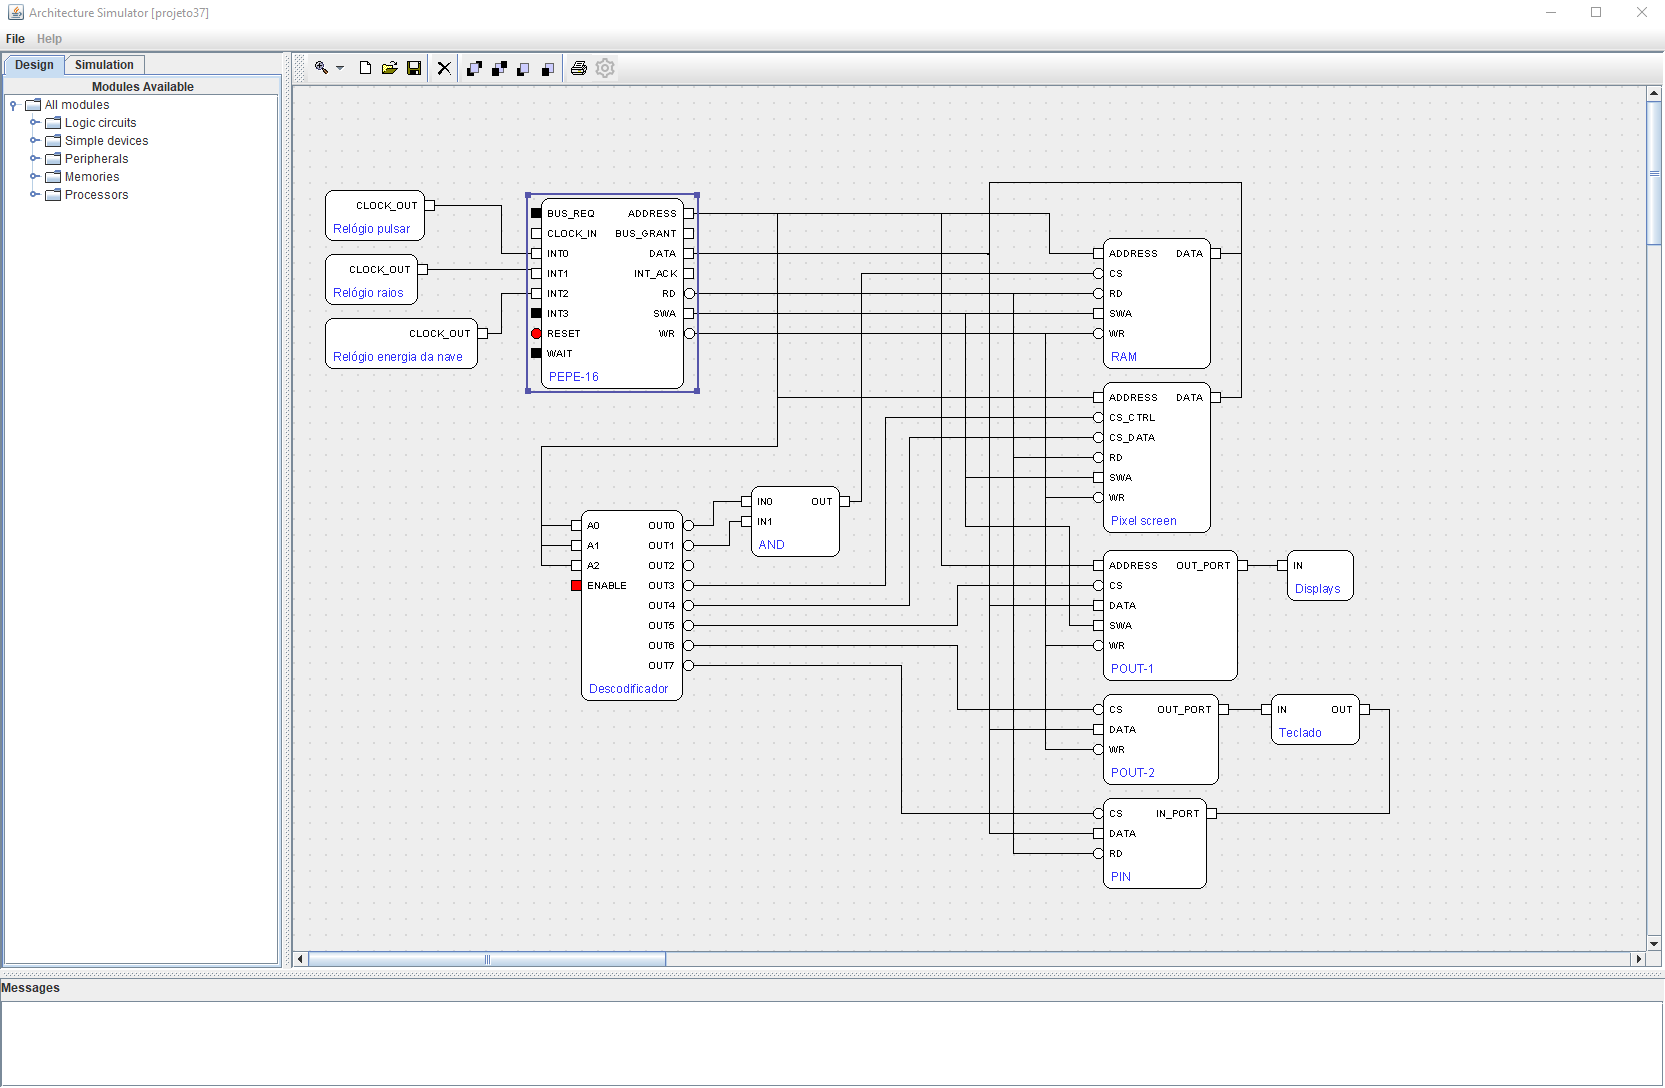 Architecture Simulator [projeto37]
File Help
Design Simulation
Modules Available
All modules
Logic circuits
Simple devices
Peripherals
Memories
Processors
CLOCK_OUT
Relógio pulsar
CLOCK_OUT
Relógio raios
CLOCK_OUT
Relógio energia da nave
BUS_REQ ADDRESS
CLOCK_IN BUS_GRANT
INT0 DATA
INT1 INT_ACK
INT2 RD
INT3 SWA
RESET WR
WAIT
PEPE-16
ADDRESS DATA
CS
RD
SWA
WR
RAM
ADDRESS DATA
CS_CTRL
CS_DATA
RD
SWA
WR
Pixel screen
IN0 OUT
IN1
AND
A0 OUT0
A1 OUT1
A2 OUT2
ENABLE OUT3
OUT4
OUT5
OUT6
OUT7
Descodificador
ADDRESS OUT_PORT
CS
DATA
SWA
WR
POUT-1
IN
Displays
CS OUT_PORT
DATA
WR
POUT-2
IN OUT
Teclado
CS IN_PORT
DATA
RD
PIN
Messages